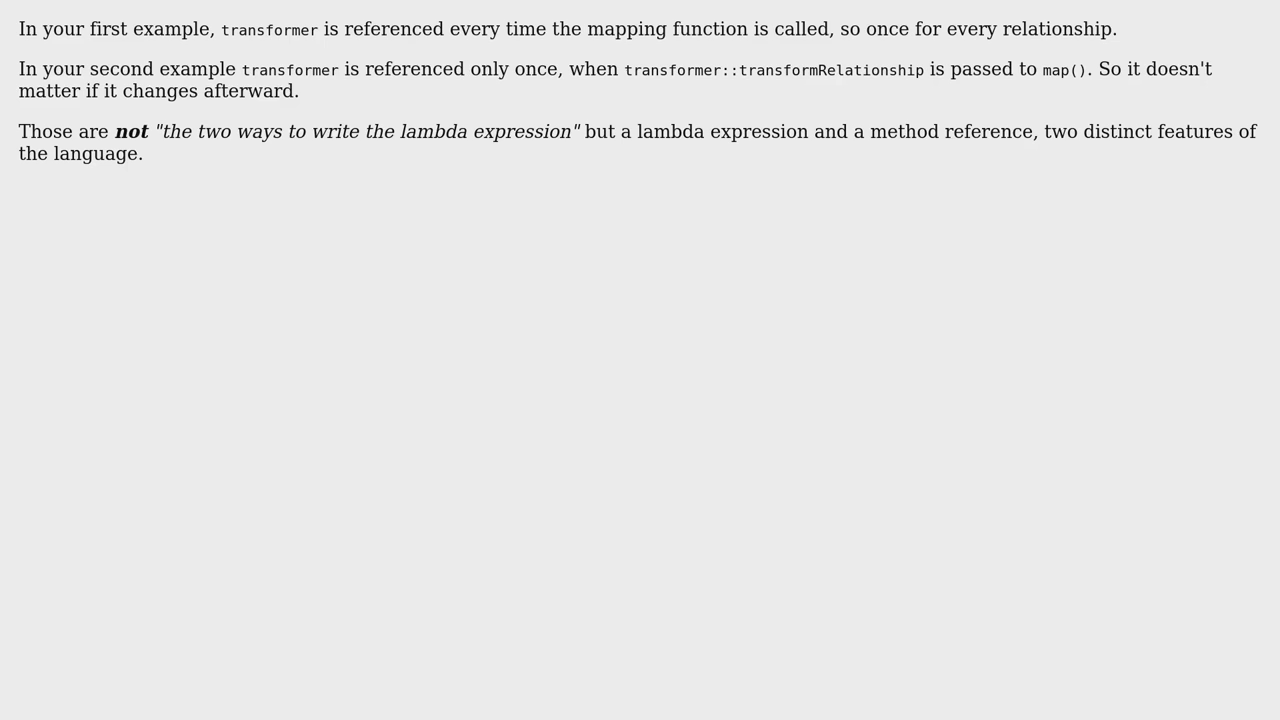 In your first example, transformer is referenced every time the mapping function is called, so once for every relationship.
In your second example transformer is referenced only once, when transformer::transformRelationship is passed to map(). So it doesn't
matter if it changes afterward.
Those are not "the two ways to write the lambda expression" but a lambda expression and a method reference, two distinct features of
the language.